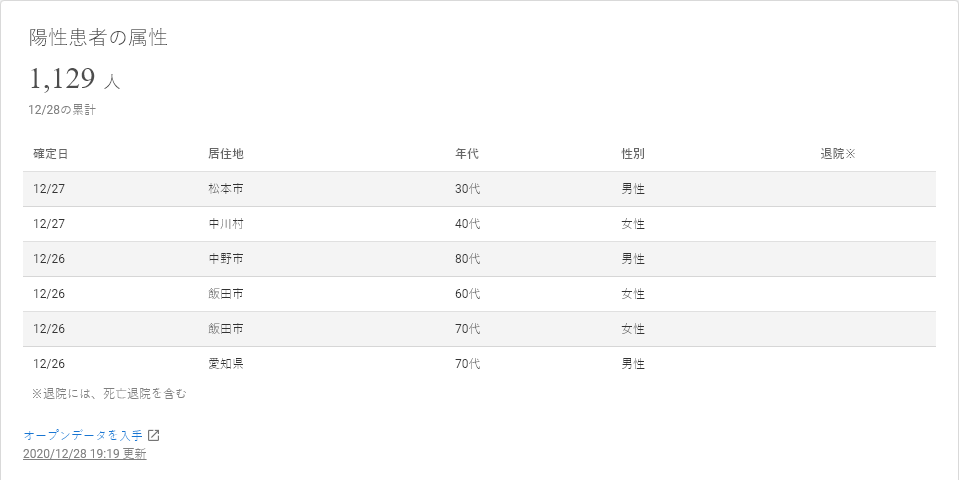 陽性患者の属性
1,129 人
12/28の累計
確定日 居住地 年代 性別 退院※
12/27 松本市 30代 男性
12/27 中川村 40代 女性
12/26 中野市 80代 男性
12/26 飯田市 60代 女性
12/26 飯田市 70代 女性
12/26 愛知県 70代 男性
※退院には、死亡退院を含む
オープンデータを入手
2020/12/28 19:19 更新